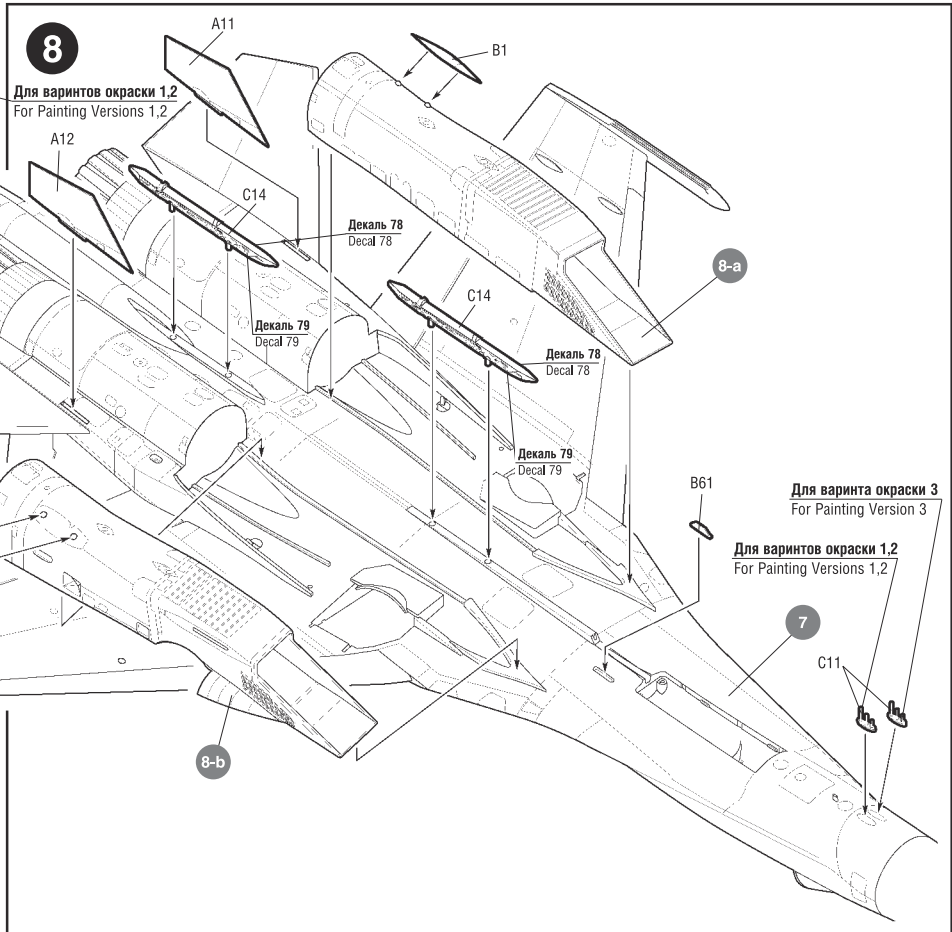 8
A11
B1
Для варинтов окраски 1,2
For Painting Versions 1,2
A12
C14
Декаль 78
Decal 78
8-a
C14
Декаль 79
Decal 79
Декаль 78
Decal 78
Декаль 79
Decal 79
B61
Для варинта окраски 3
For Painting Version 3
Для варинтов окраски 1,2
For Painting Versions 1,2
7
C11
8-b